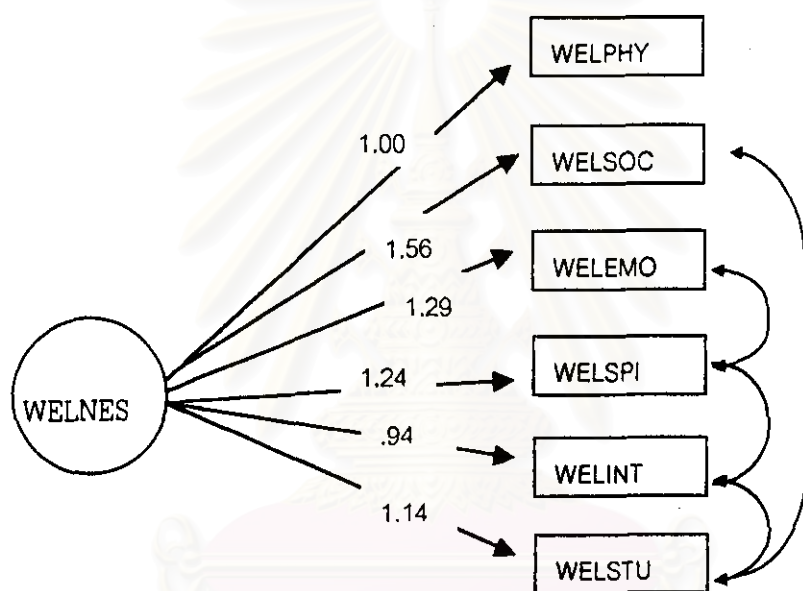 WELPHY
1.00
WELSOC
1.56
WELEMO
1.29
WELNES
1.24
WELSPI
.94
WELINT
1.14
WELSTU